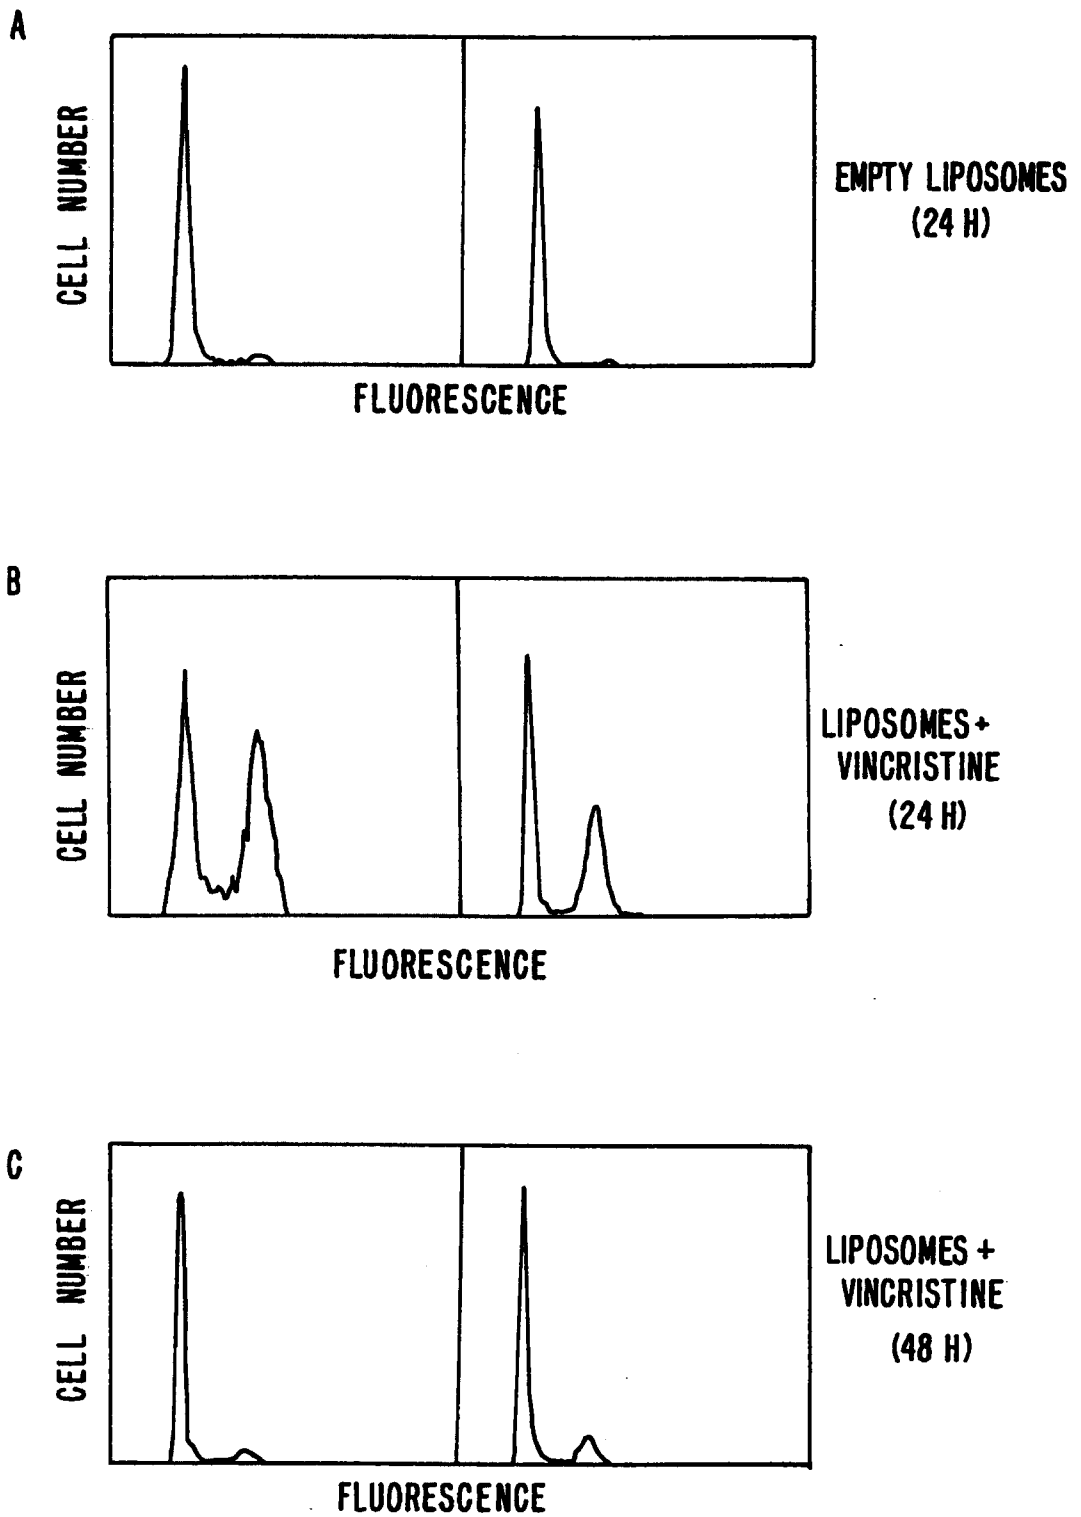 A
CELL NUMBER
EMPTY LIPOSOMES
(24 H)
FLUORESCENCE
B
CELL NUMBER
LIPOSOMES +
VINCRISTINE
(24 H)
FLUORESCENCE
C
CELL NUMBER
LIPOSOMES +
VINCRISTINE
(48 H)
FLUORESCENCE